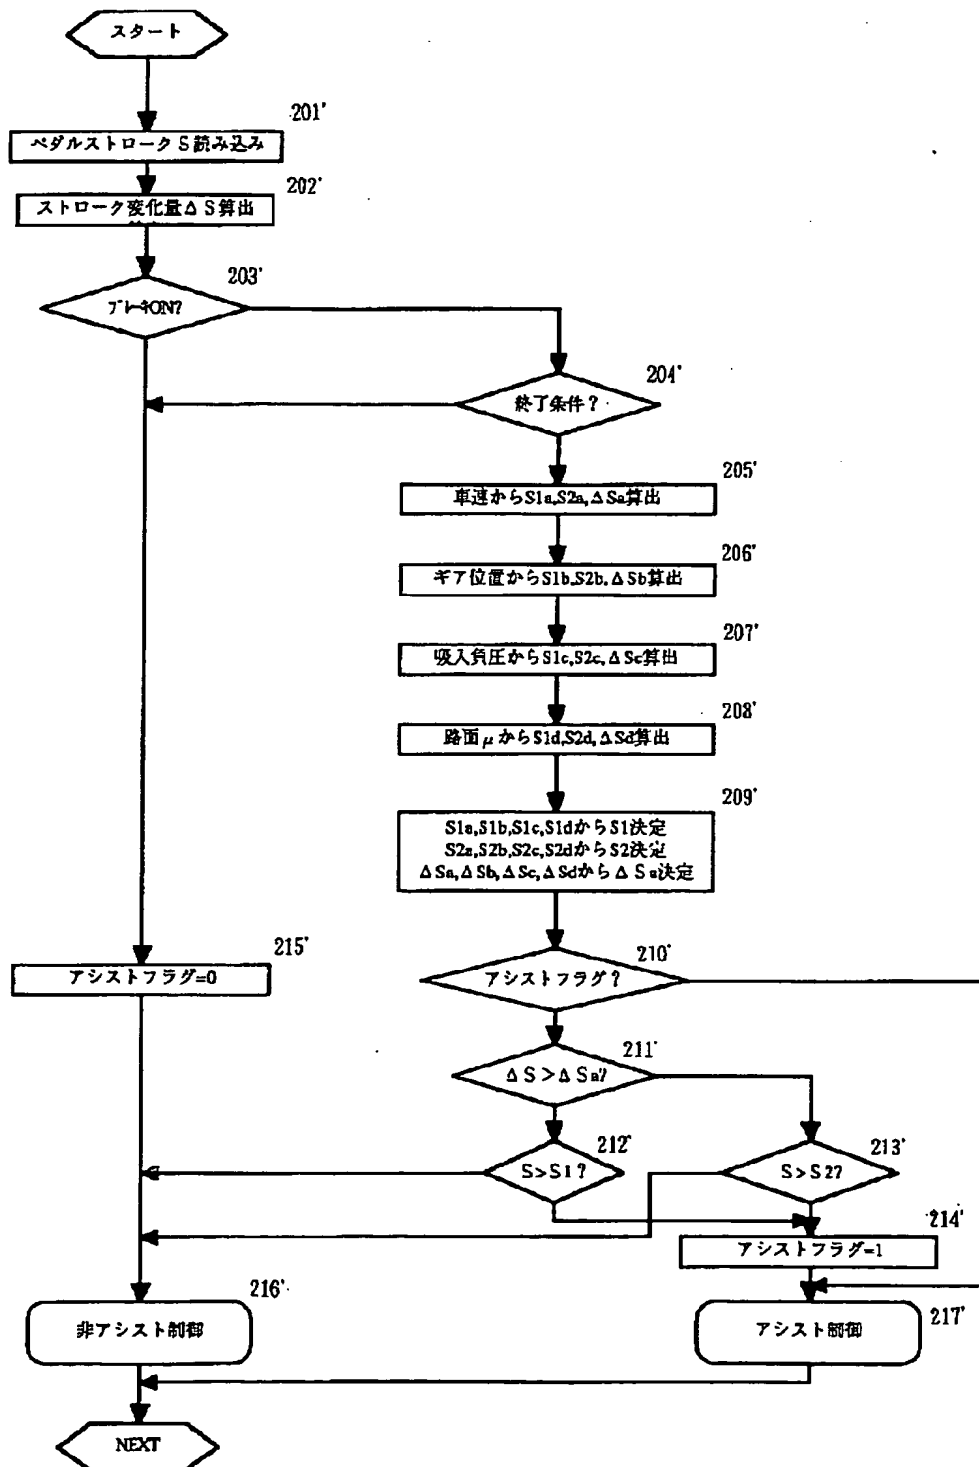 スタート
201'
ペダルストローク S 読み込み
202'
ストローク変化量Δ S 算出
203'
ブレーキON?
204'
終了条件?
205'
車速からS1a,S2a,ΔSa算出
206'
ギア位置からS1b,S2b,ΔSb算出
207'
吸入負圧からS1c,S2c,ΔSc算出
208'
路面μからS1d,S2d,ΔSd算出
209'
S1a,S1b,S1c,S1dからS1決定
S2a,S2b,S2c,S2dからS2決定
ΔSa,ΔSb,ΔSc,ΔSdからΔSa決定
210'
アシストフラグ?
215'
アシストフラグ=0
211'
ΔS>ΔSa?
212'
S>S1?
213'
S>S2?
214'
アシストフラグ=1
216'
非アシスト制御
217'
アシスト制御
NEXT